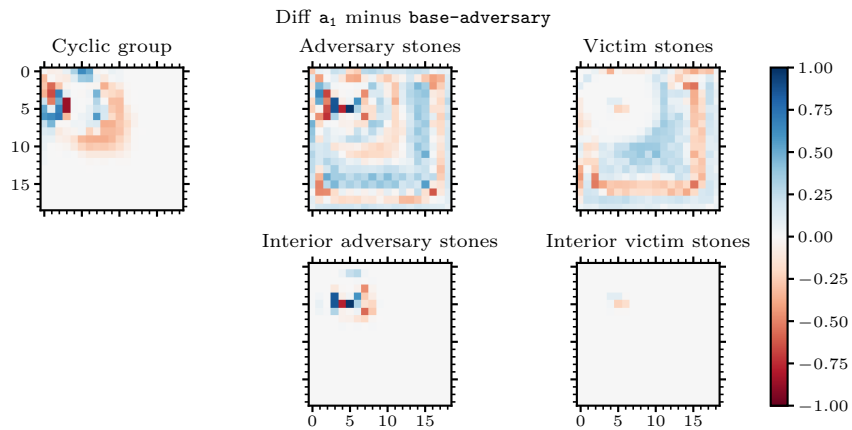 Diff a₁ minus base-adversary
Cyclic group
Adversary stones
Victim stones
0
5
10
15
Interior adversary stones
Interior victim stones
0 5 10 15
0 5 10 15
1.00
0.75
0.50
0.25
0.00
−0.25
−0.50
−0.75
−1.00